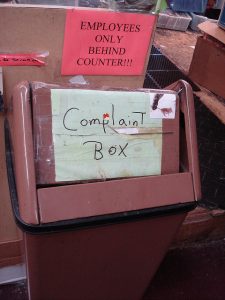 EMPLOYEES
ONLY
BEHIND
COUNTER!!!
Complaint
BOX